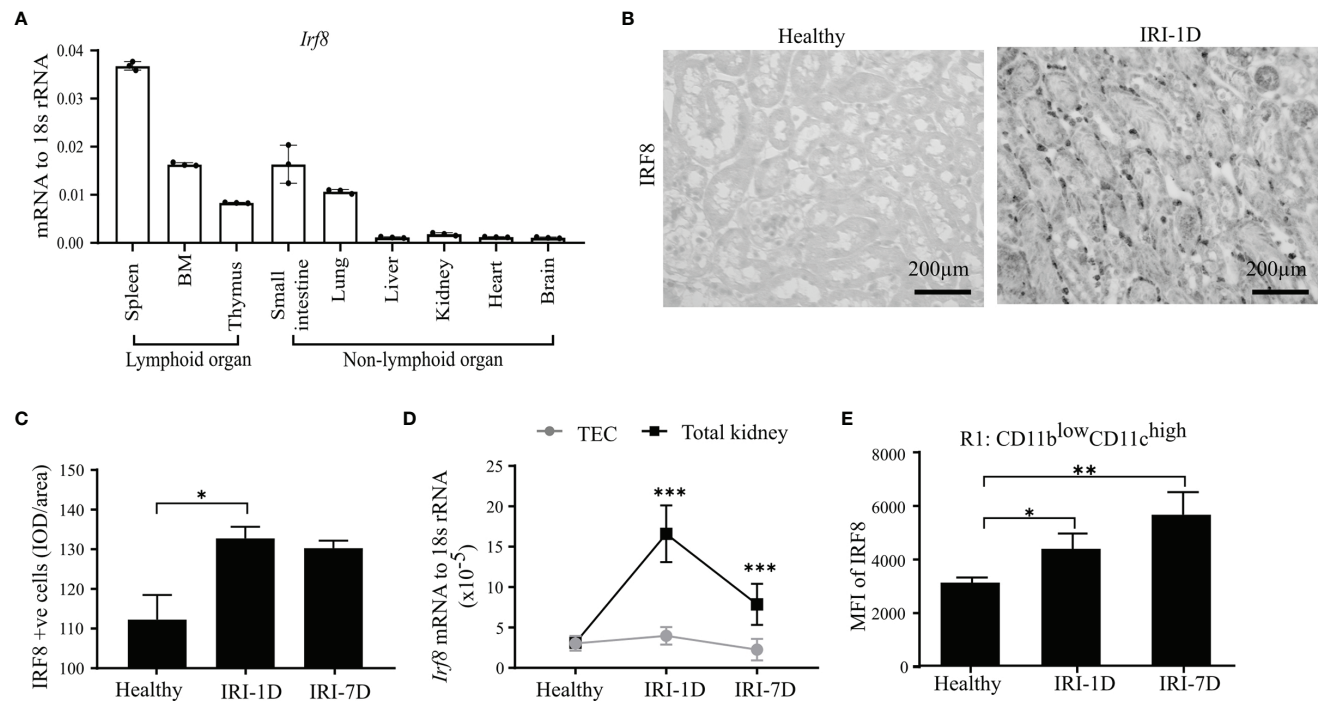 A
Irf8
mRNA to 18s rRNA
0.04
0.03
0.02
0.01
0.00
Spleen
BM
Thymus
Small
intestine
Lung
Liver
Kidney
Heart
Brain
Lymphoid organ
Non-lymphoid organ
B
Healthy
IRI-1D
IRF8
200µm
200µm
C
IRF8 +ve cells (IOD/area)
150
140
130
120
110
100
*
Healthy
IRI-1D
IRI-7D
D
TEC
Total kidney
Irf8 mRNA to 18s rRNA
(x10-5)
25
20
15
10
5
0
***
***
Healthy
IRI-1D
IRI-7D
E
R1: CD11blowCD11chigh
MFI of IRF8
8000
6000
4000
2000
0
**
*
Healthy
IRI-1D
IRI-7D